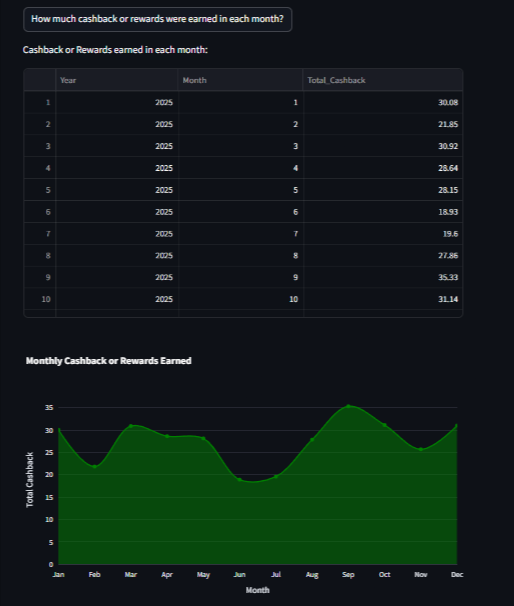 How much cashback or rewards were earned in each month?
Cashback or Rewards earned in each month:
Year Month Total_Cashback
1 2025 1 30.08
2 2025 2 21.85
3 2025 3 30.92
4 2025 4 28.64
5 2025 5 28.15
6 2025 6 18.93
7 2025 7 19.6
8 2025 8 27.86
9 2025 9 35.33
10 2025 10 31.14
Monthly Cashback or Rewards Earned
35
30
25
20
15
10
5
0
Total Cashback
Jan Feb Mar Apr May Jun Jul Aug Sep Oct Nov Dec
Month